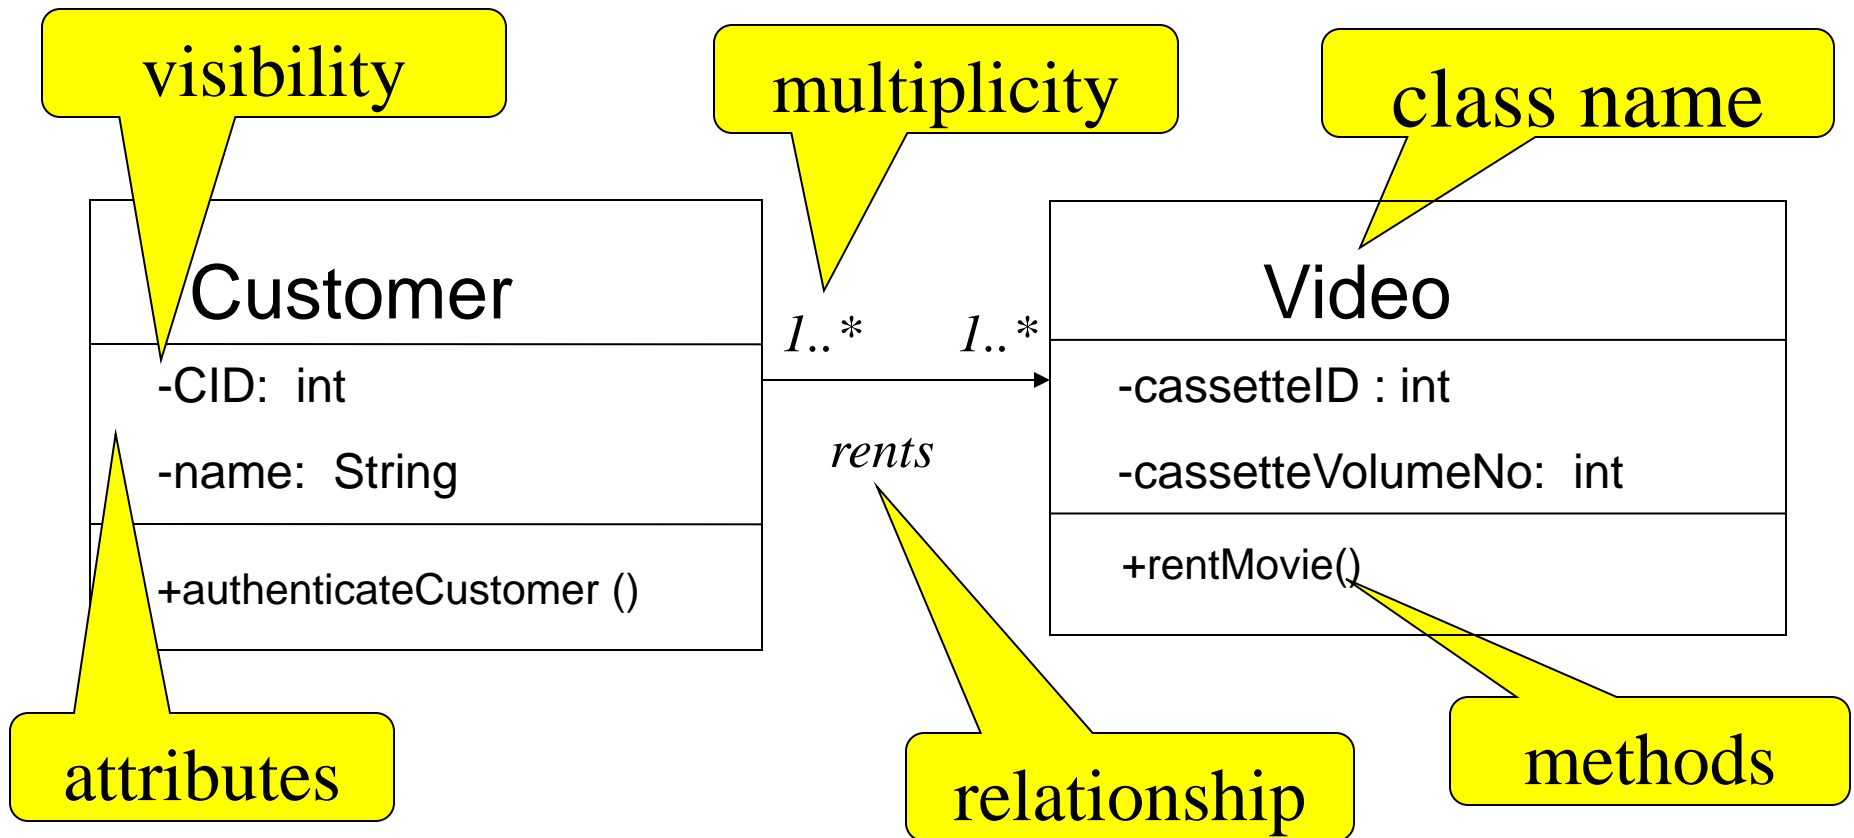 visibility
multiplicity
class name
Customer
Video
1..* 1..*
-CID: int
-name: String
rents
-cassetteID : int
-cassetteVolumeNo: int
+authenticateCustomer ()
+rentMovie()
attributes
relationship
methods